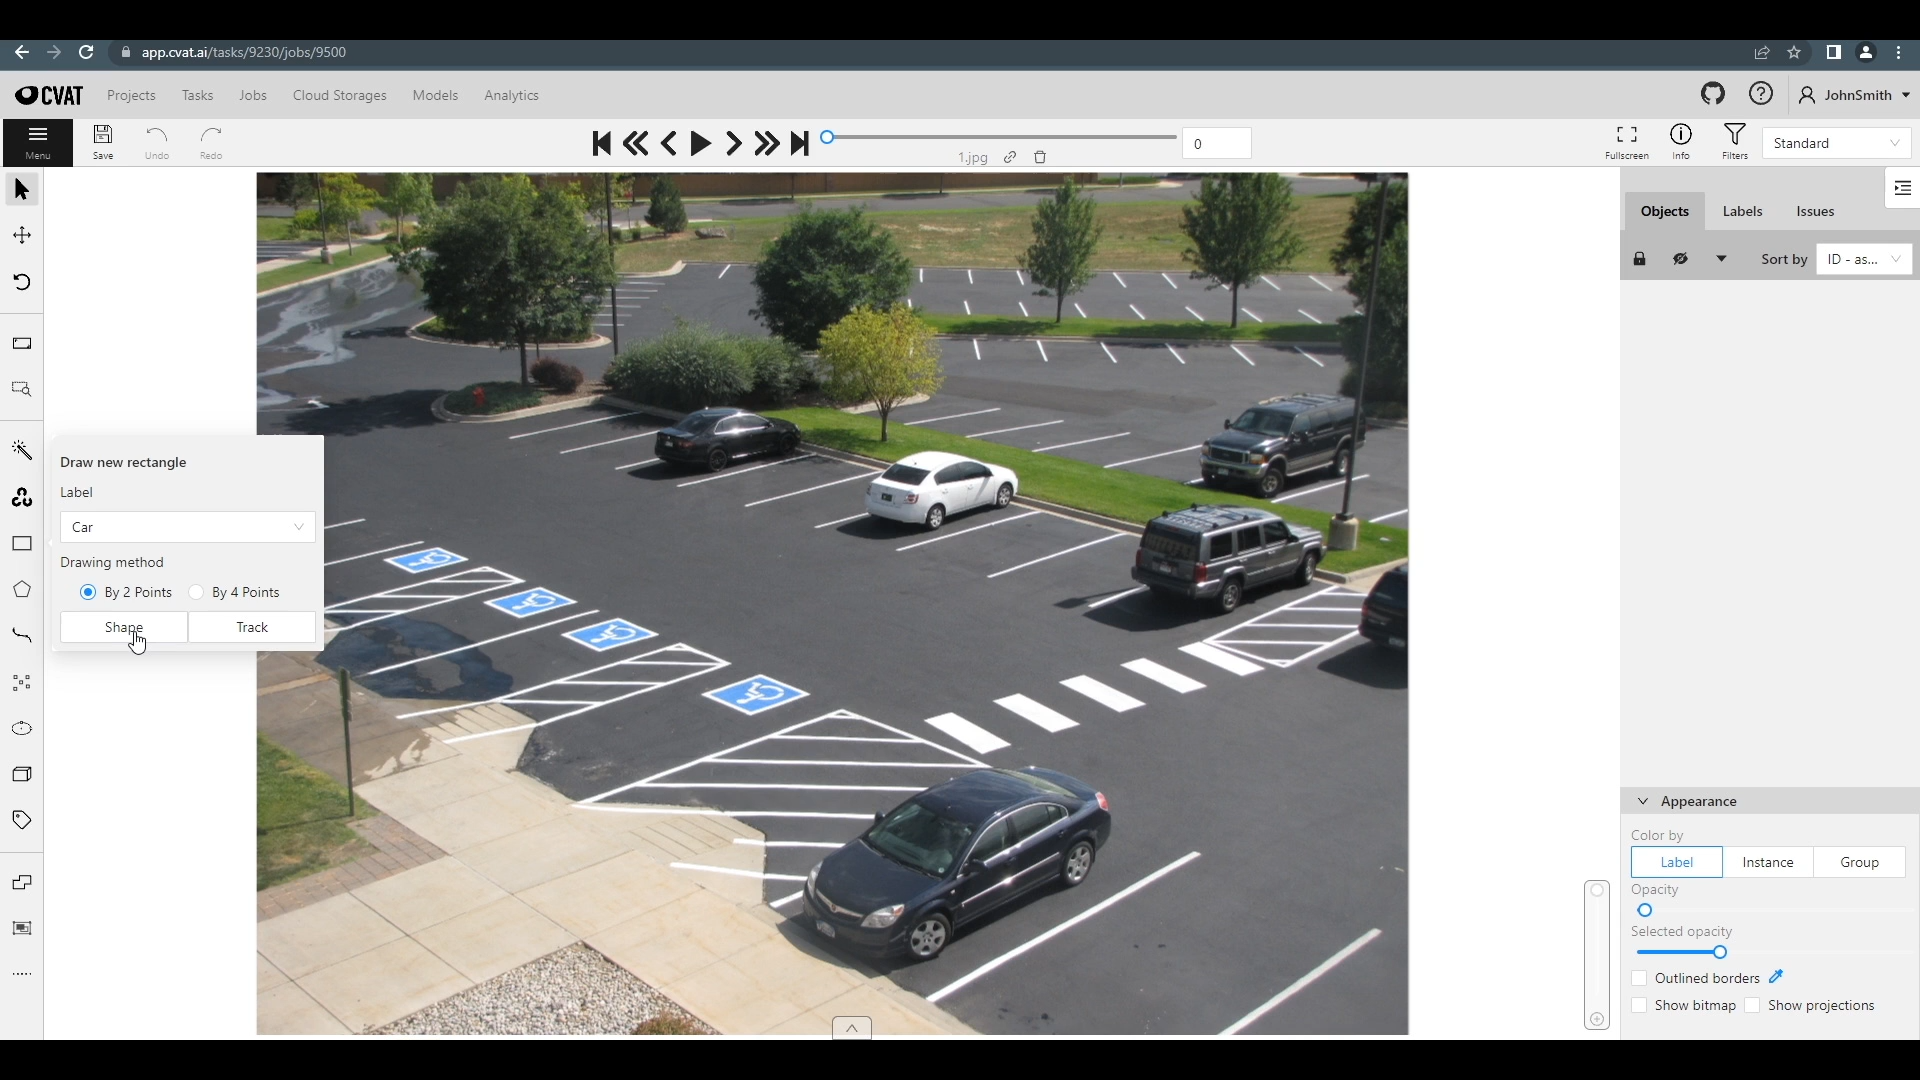 app.cvat.ai/tasks/9230/jobs/9500
CVAT Projects Tasks Jobs Cloud Storages Models Analytics JohnSmith
Menu Save Undo Redo 1.jpg 0 Fullscreen Info Filters Standard
Objects Labels Issues
Sort by ID - as...
Draw new rectangle
Label
Car
Drawing method
By 2 Points By 4 Points
Shape Track
Appearance
Color by
Label Instance Group
Opacity
Selected opacity
Outlined borders
Show bitmap Show projections